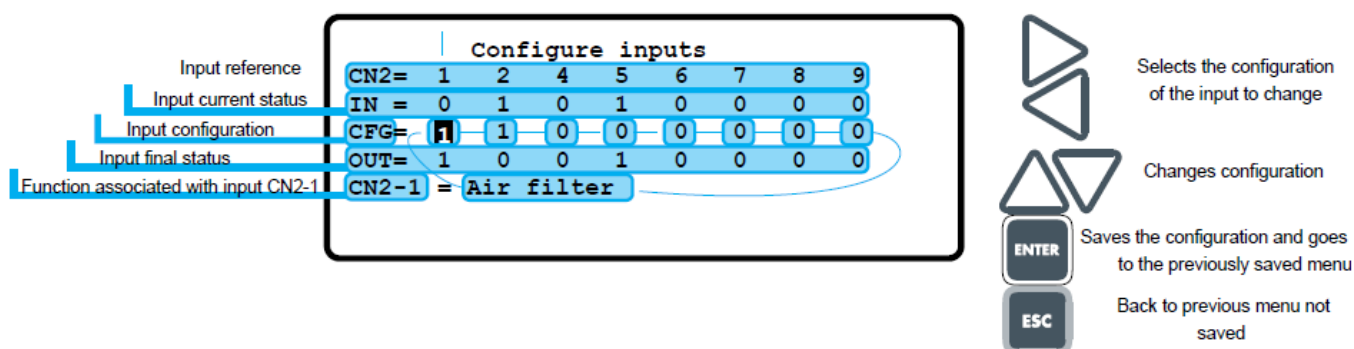 Configure inputs
Input reference
CN2= 1 2 4 5 6 7 8 9
Input current status
IN = 0 1 0 1 0 0 0 0
Input configuration
CFG= 1 1 0 0 0 0 0 0
Input final status
OUT= 1 0 0 1 0 0 0 0
Function associated with input CN2-1
CN2-1 = Air filter
Selects the configuration
of the input to change
Changes configuration
ENTER
Saves the configuration and goes
to the previously saved menu
ESC
Back to previous menu not
saved